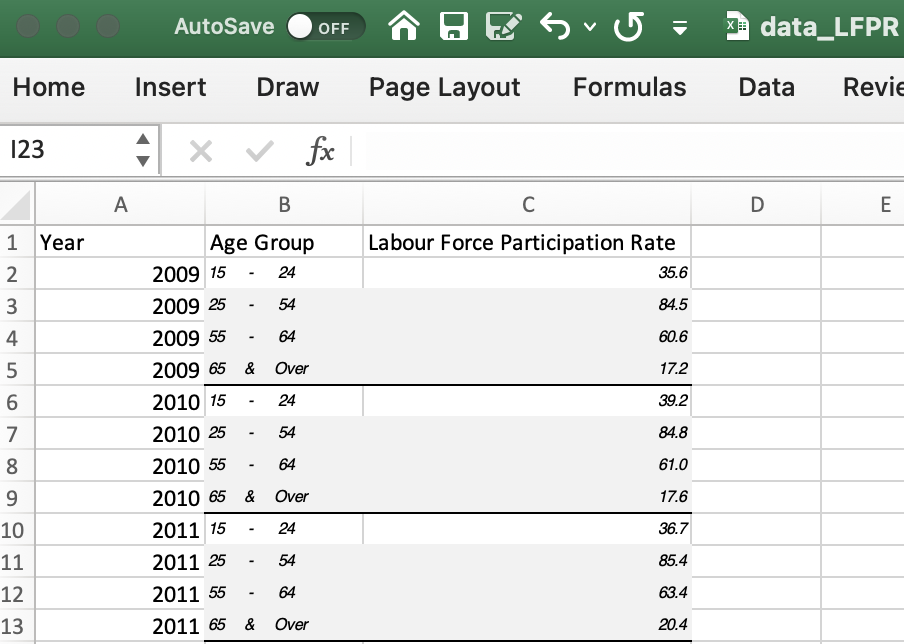 AutoSave OFF data_LFPR
Home Insert Draw Page Layout Formulas Data Revie
I23 fx
A B C D E
1 Year Age Group Labour Force Participation Rate
2 2009 15 - 24 35.6
3 2009 25 - 54 84.5
4 2009 55 - 64 60.6
5 2009 65 & Over 17.2
6 2010 15 - 24 39.2
7 2010 25 - 54 84.8
8 2010 55 - 64 61.0
9 2010 65 & Over 17.6
10 2011 15 - 24 36.7
11 2011 25 - 54 85.4
12 2011 55 - 64 63.4
13 2011 65 & Over 20.4